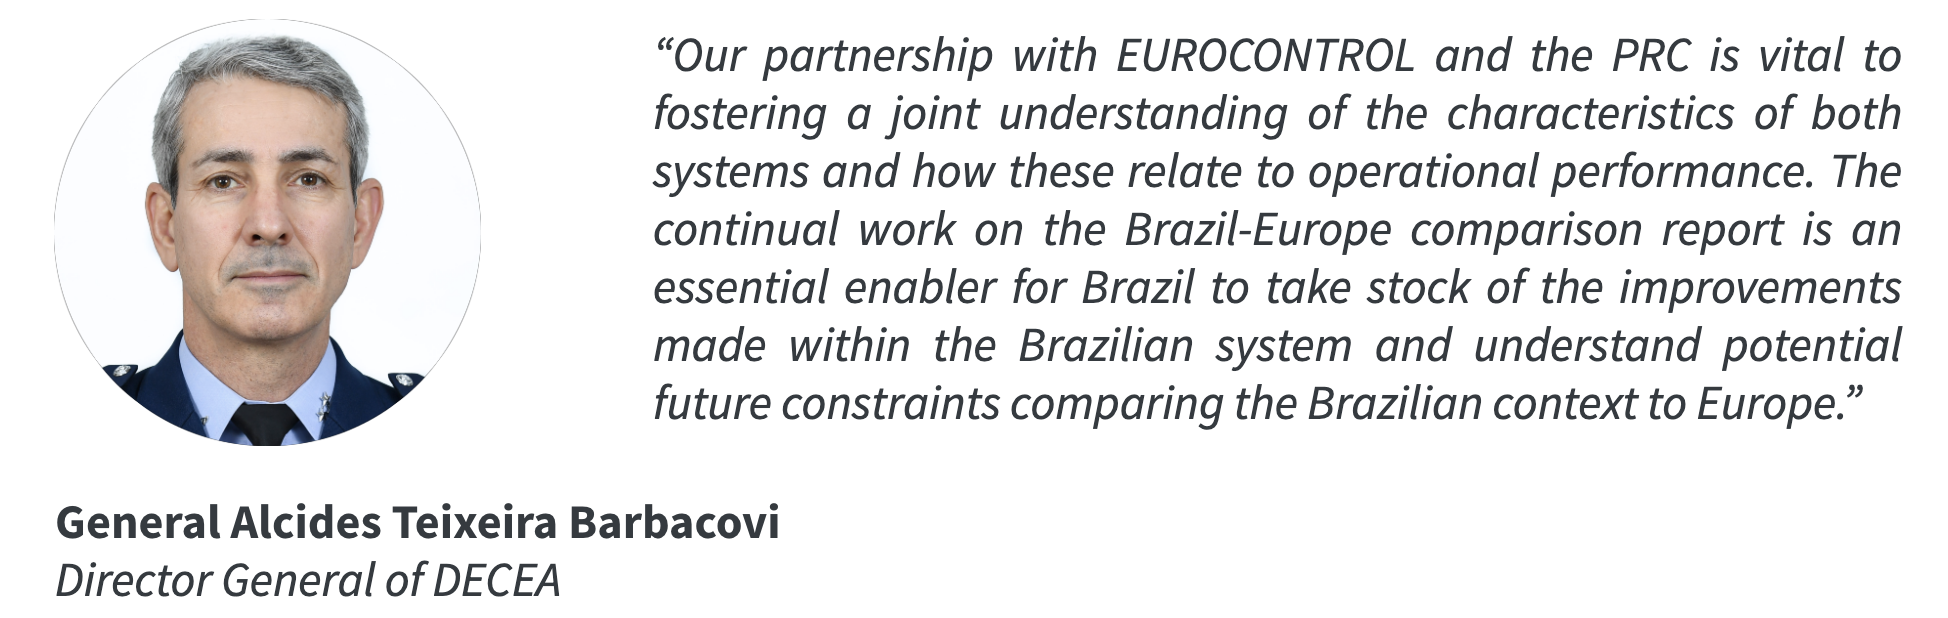 “Our partnership with EUROCONTROL and the PRC is vital to
fostering a joint understanding of the characteristics of both
systems and how these relate to operational performance. The
continual work on the Brazil-Europe comparison report is an
essential enabler for Brazil to take stock of the improvements
made within the Brazilian system and understand potential
future constraints comparing the Brazilian context to Europe.”
General Alcides Teixeira Barbacovi
Director General of DECEA